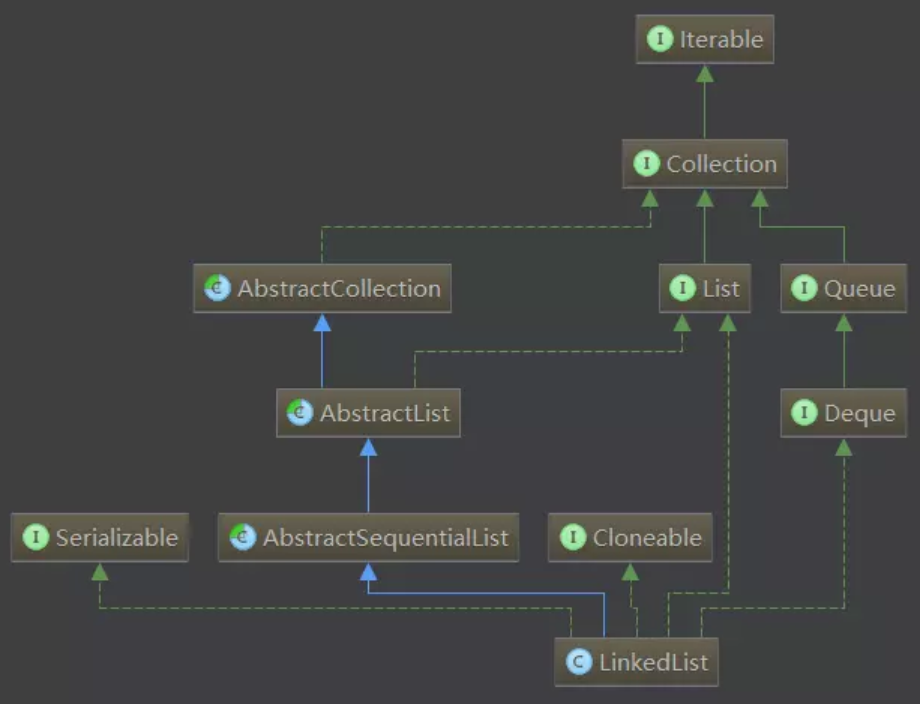 I Iterable
I Collection
C AbstractCollection
I List
I Queue
C AbstractList
I Deque
I Serializable
C AbstractSequentialList
I Cloneable
C LinkedList